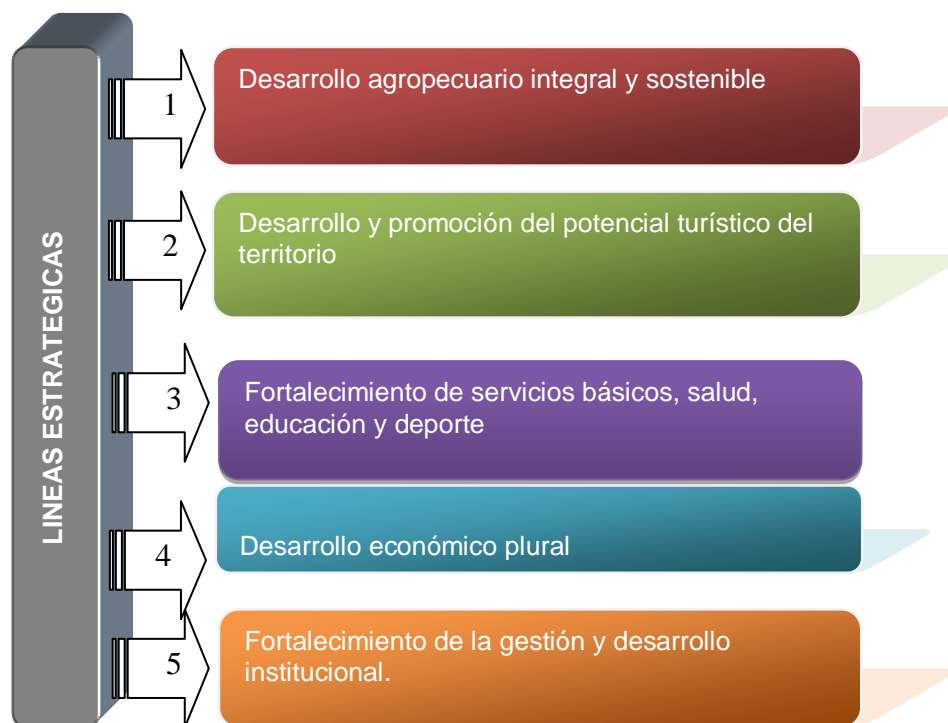 LINEAS ESTRATEGICAS
1
Desarrollo agropecuario integral y sostenible
2
Desarrollo y promoción del potencial turístico del
territorio
3
Fortalecimiento de servicios básicos, salud,
educación y deporte
4
Desarrollo económico plural
5
Fortalecimiento de la gestión y desarrollo
institucional.